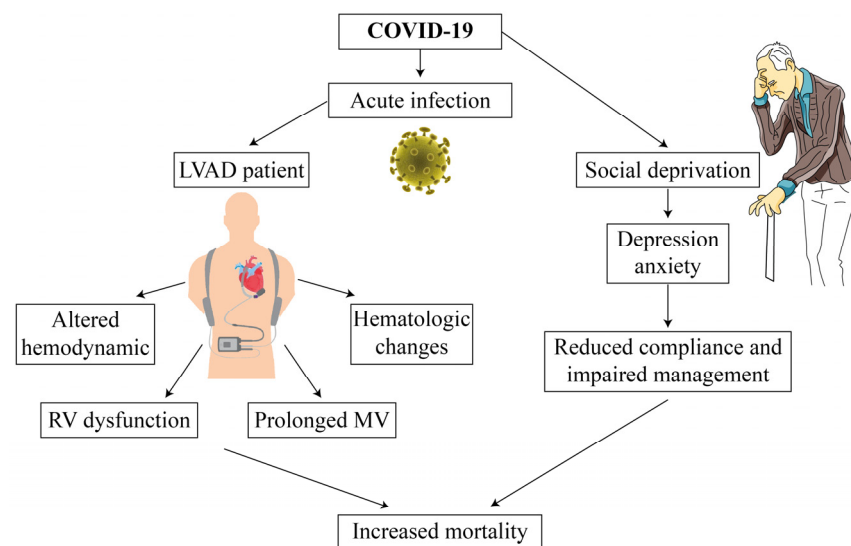 COVID-19
Acute infection
LVAD patient
Social deprivation
Depression
anxiety
Altered
hemodynamic
Hematologic
changes
Reduced compliance and
impaired management
RV dysfunction
Prolonged MV
Increased mortality